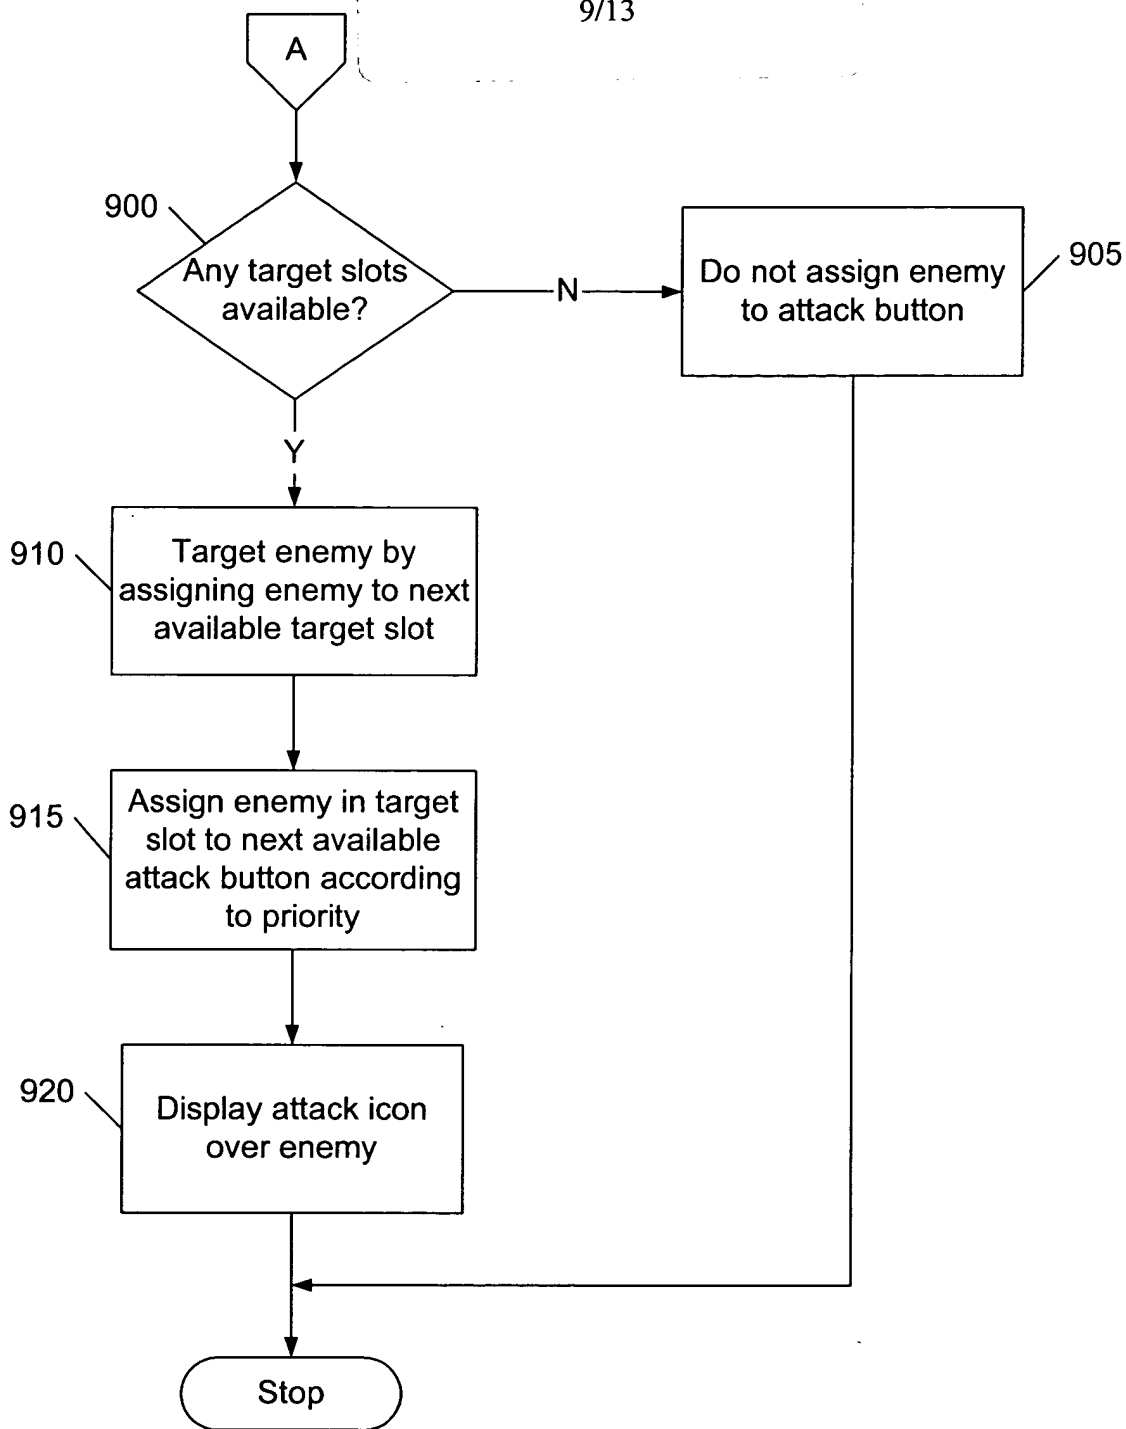 9/13
A
900
Any target slots
available?
N
Do not assign enemy
to attack button
905
Y
910
Target enemy by
assigning enemy to next
available target slot
915
Assign enemy in target
slot to next available
attack button according
to priority
920
Display attack icon
over enemy
Stop